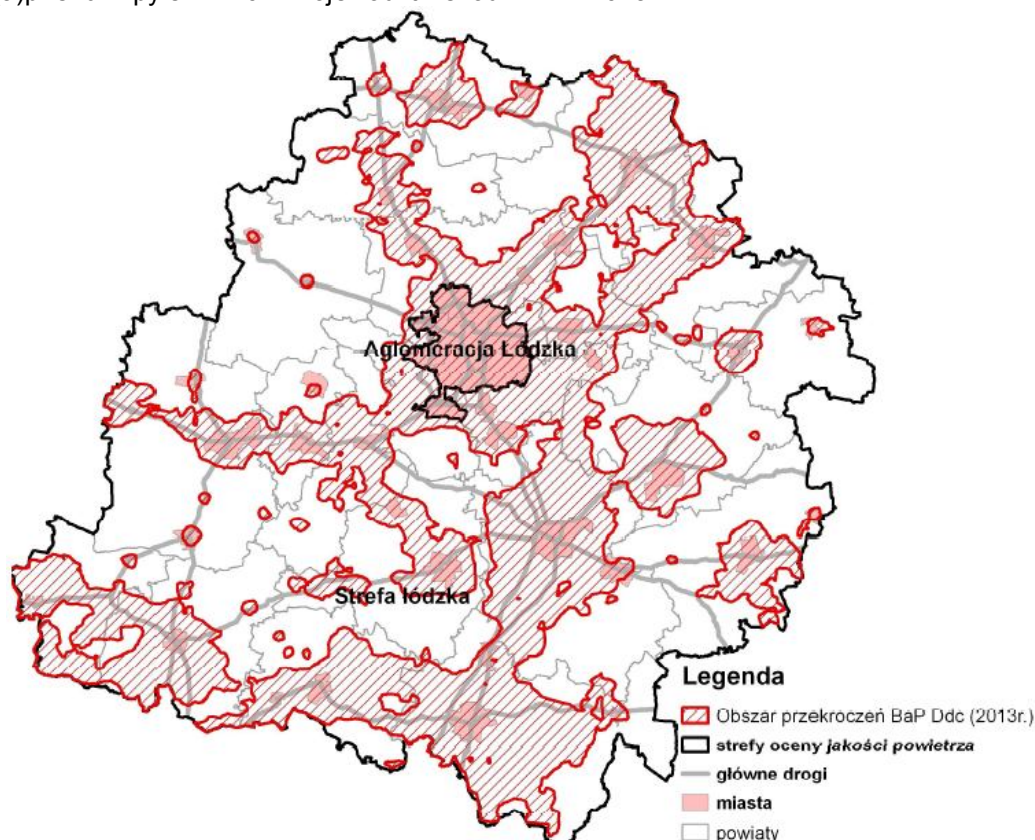 Aglomeracja Łódzka
Strefa łódzka
Legenda
Obszar przekroczeń BaP Ddc (2013r.)
strefy oceny jakości powietrza
główne drogi
miasta
powiaty